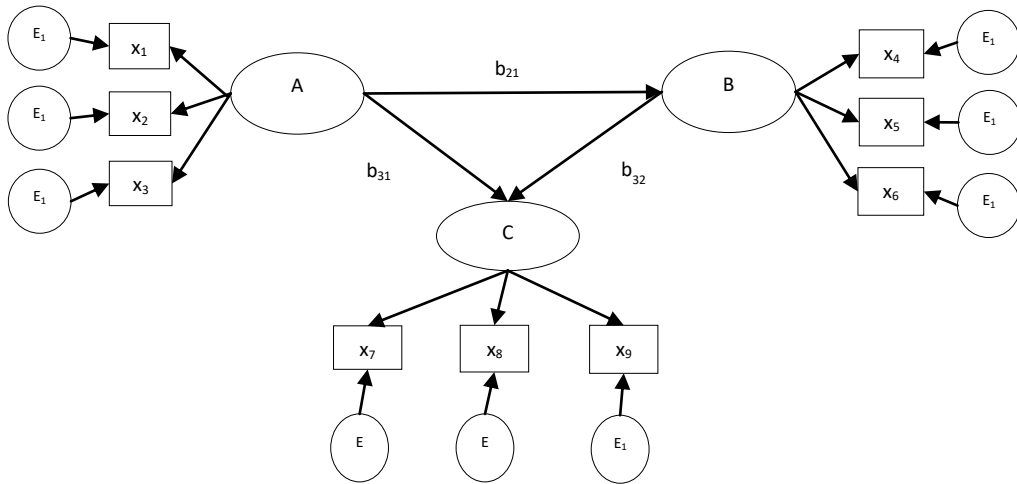 E₁
x₁
A
b₂₁
B
x₄
E₁
E₁
x₂
x₅
E₁
E₁
x₃
b₃₁
b₃₂
x₆
E₁
C
x₇
x₈
x₉
E
E
E₁